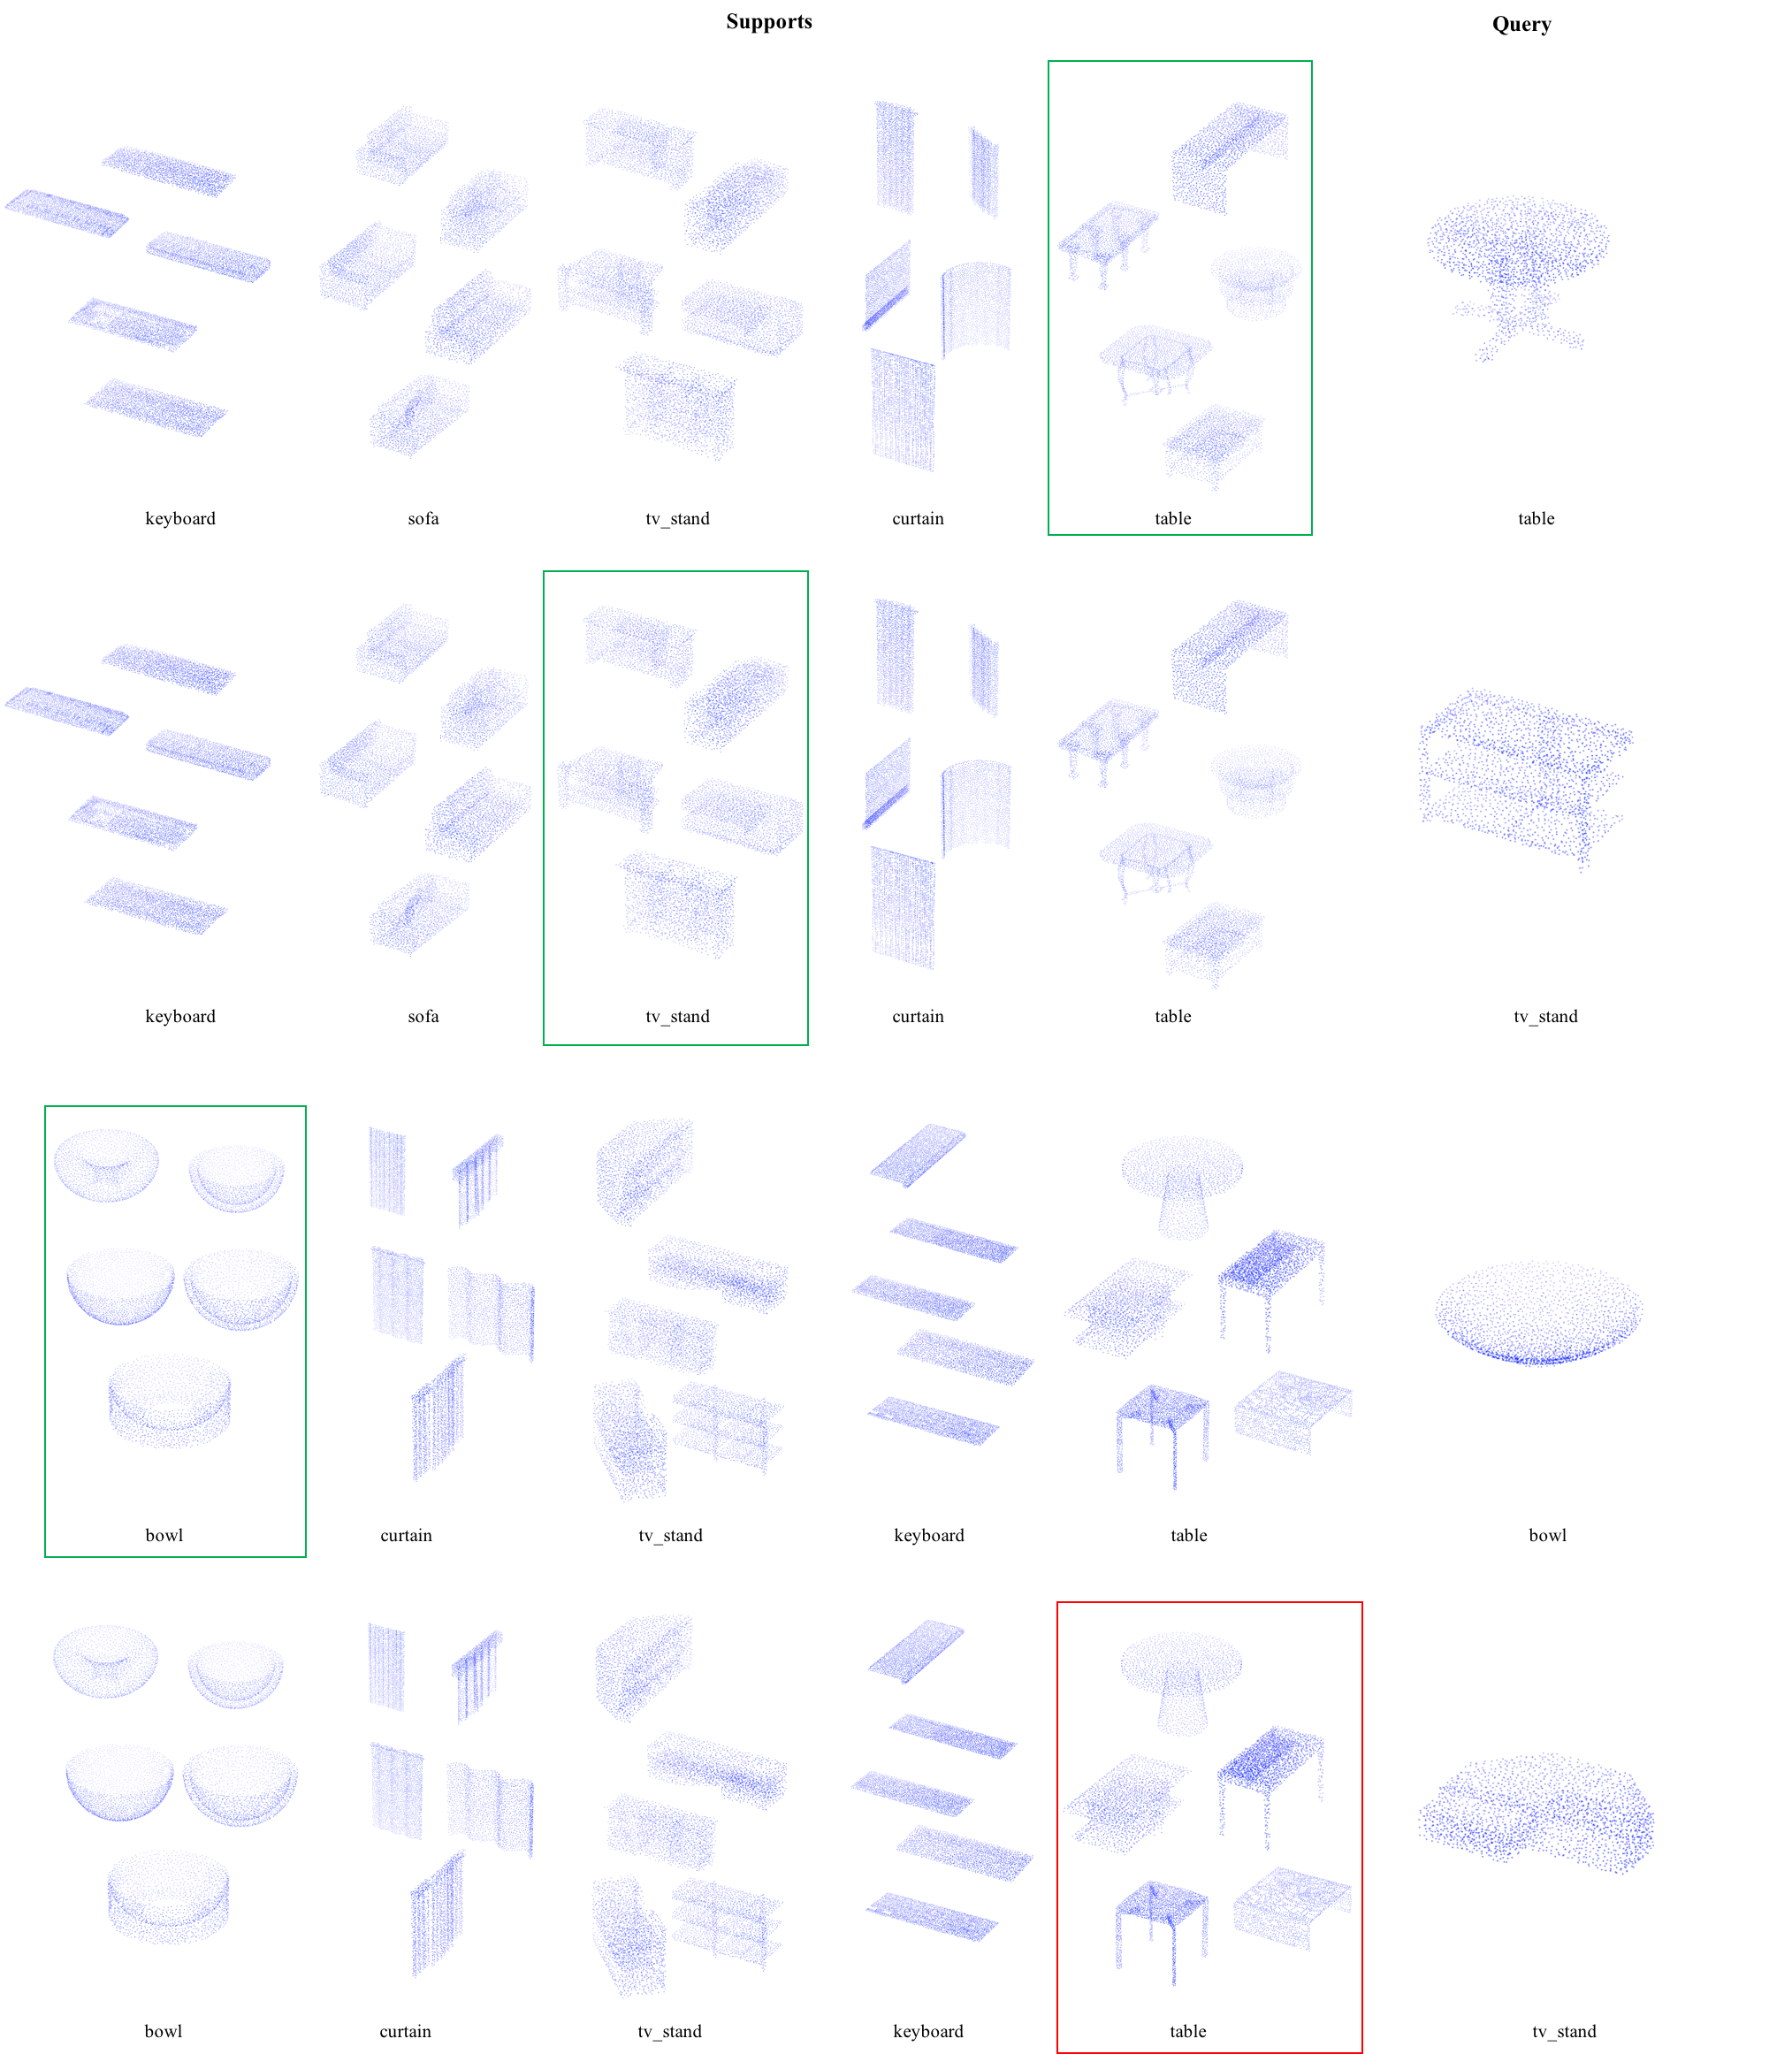 Supports Query
keyboard sofa tv_stand curtain table table
keyboard sofa tv_stand curtain table tv_stand
bowl curtain tv_stand keyboard table bowl
bowl curtain tv_stand keyboard table tv_stand